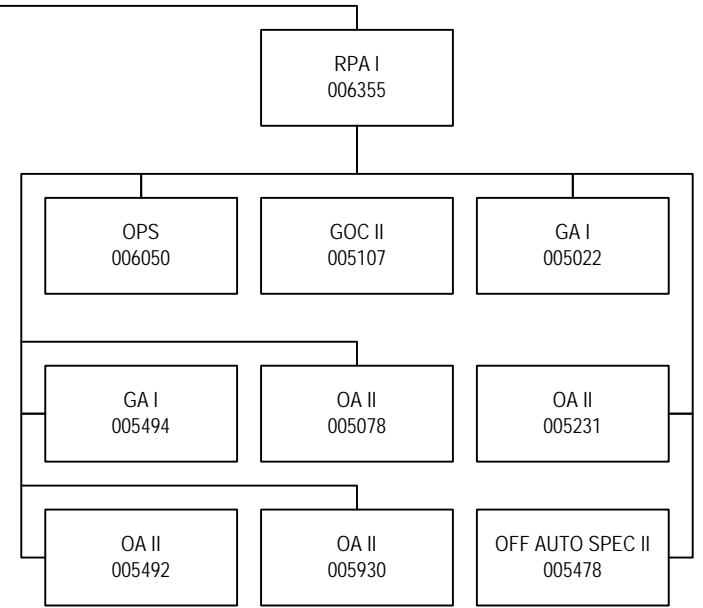 RPA I
006355
OPS
006050
GOC II
005107
GA I
005022
GA I
005494
OA II
005078
OA II
005231
OA II
005492
OA II
005930
OFF AUTO SPEC II
005478